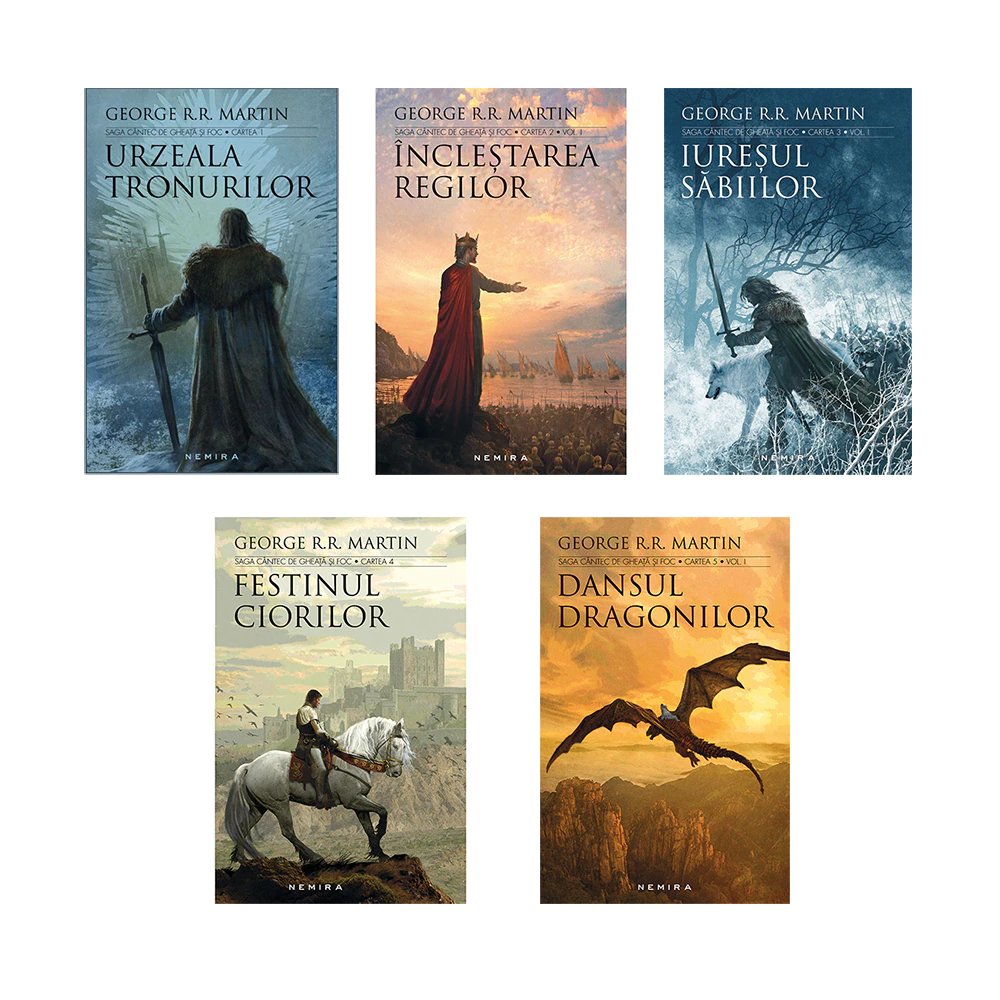 GEORGE R.R. MARTIN
SAGA CÂNTEC DE GHEAȚĂ ȘI FOC • CARTEA 1
URZEALA
TRONURILOR
NEMIRA
GEORGE R.R. MARTIN
SAGA CÂNTEC DE GHEAȚĂ ȘI FOC • CARTEA 2 • VOL. I
ÎNCLEȘTAREA
REGILOR
NEMIRA
GEORGE R.R. MARTIN
SAGA CÂNTEC DE GHEAȚĂ ȘI FOC • CARTEA 3 • VOL. I
IUREȘUL
SĂBIILOR
NEMIRA
GEORGE R.R. MARTIN
SAGA CÂNTEC DE GHEAȚĂ ȘI FOC • CARTEA 4
FESTINUL
CIORILOR
NEMIRA
GEORGE R.R. MARTIN
SAGA CÂNTEC DE GHEAȚĂ ȘI FOC • CARTEA 5 • VOL. I
DANSUL
DRAGONILOR
NEMIRA